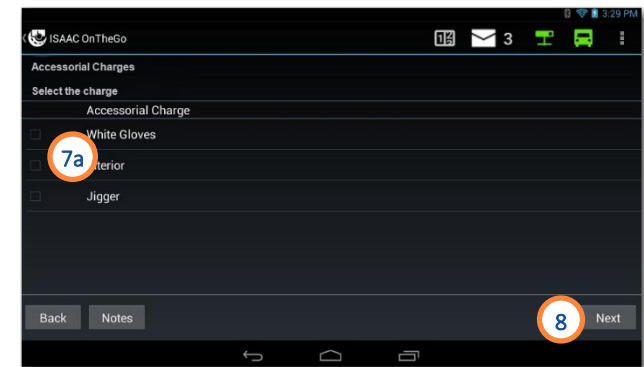 3:29 PM
ISAAC OnTheGo 3
Accessorial Charges
Select the charge
Accessorial Charge
White Gloves
7a terior
Jigger
Back Notes 8 Next